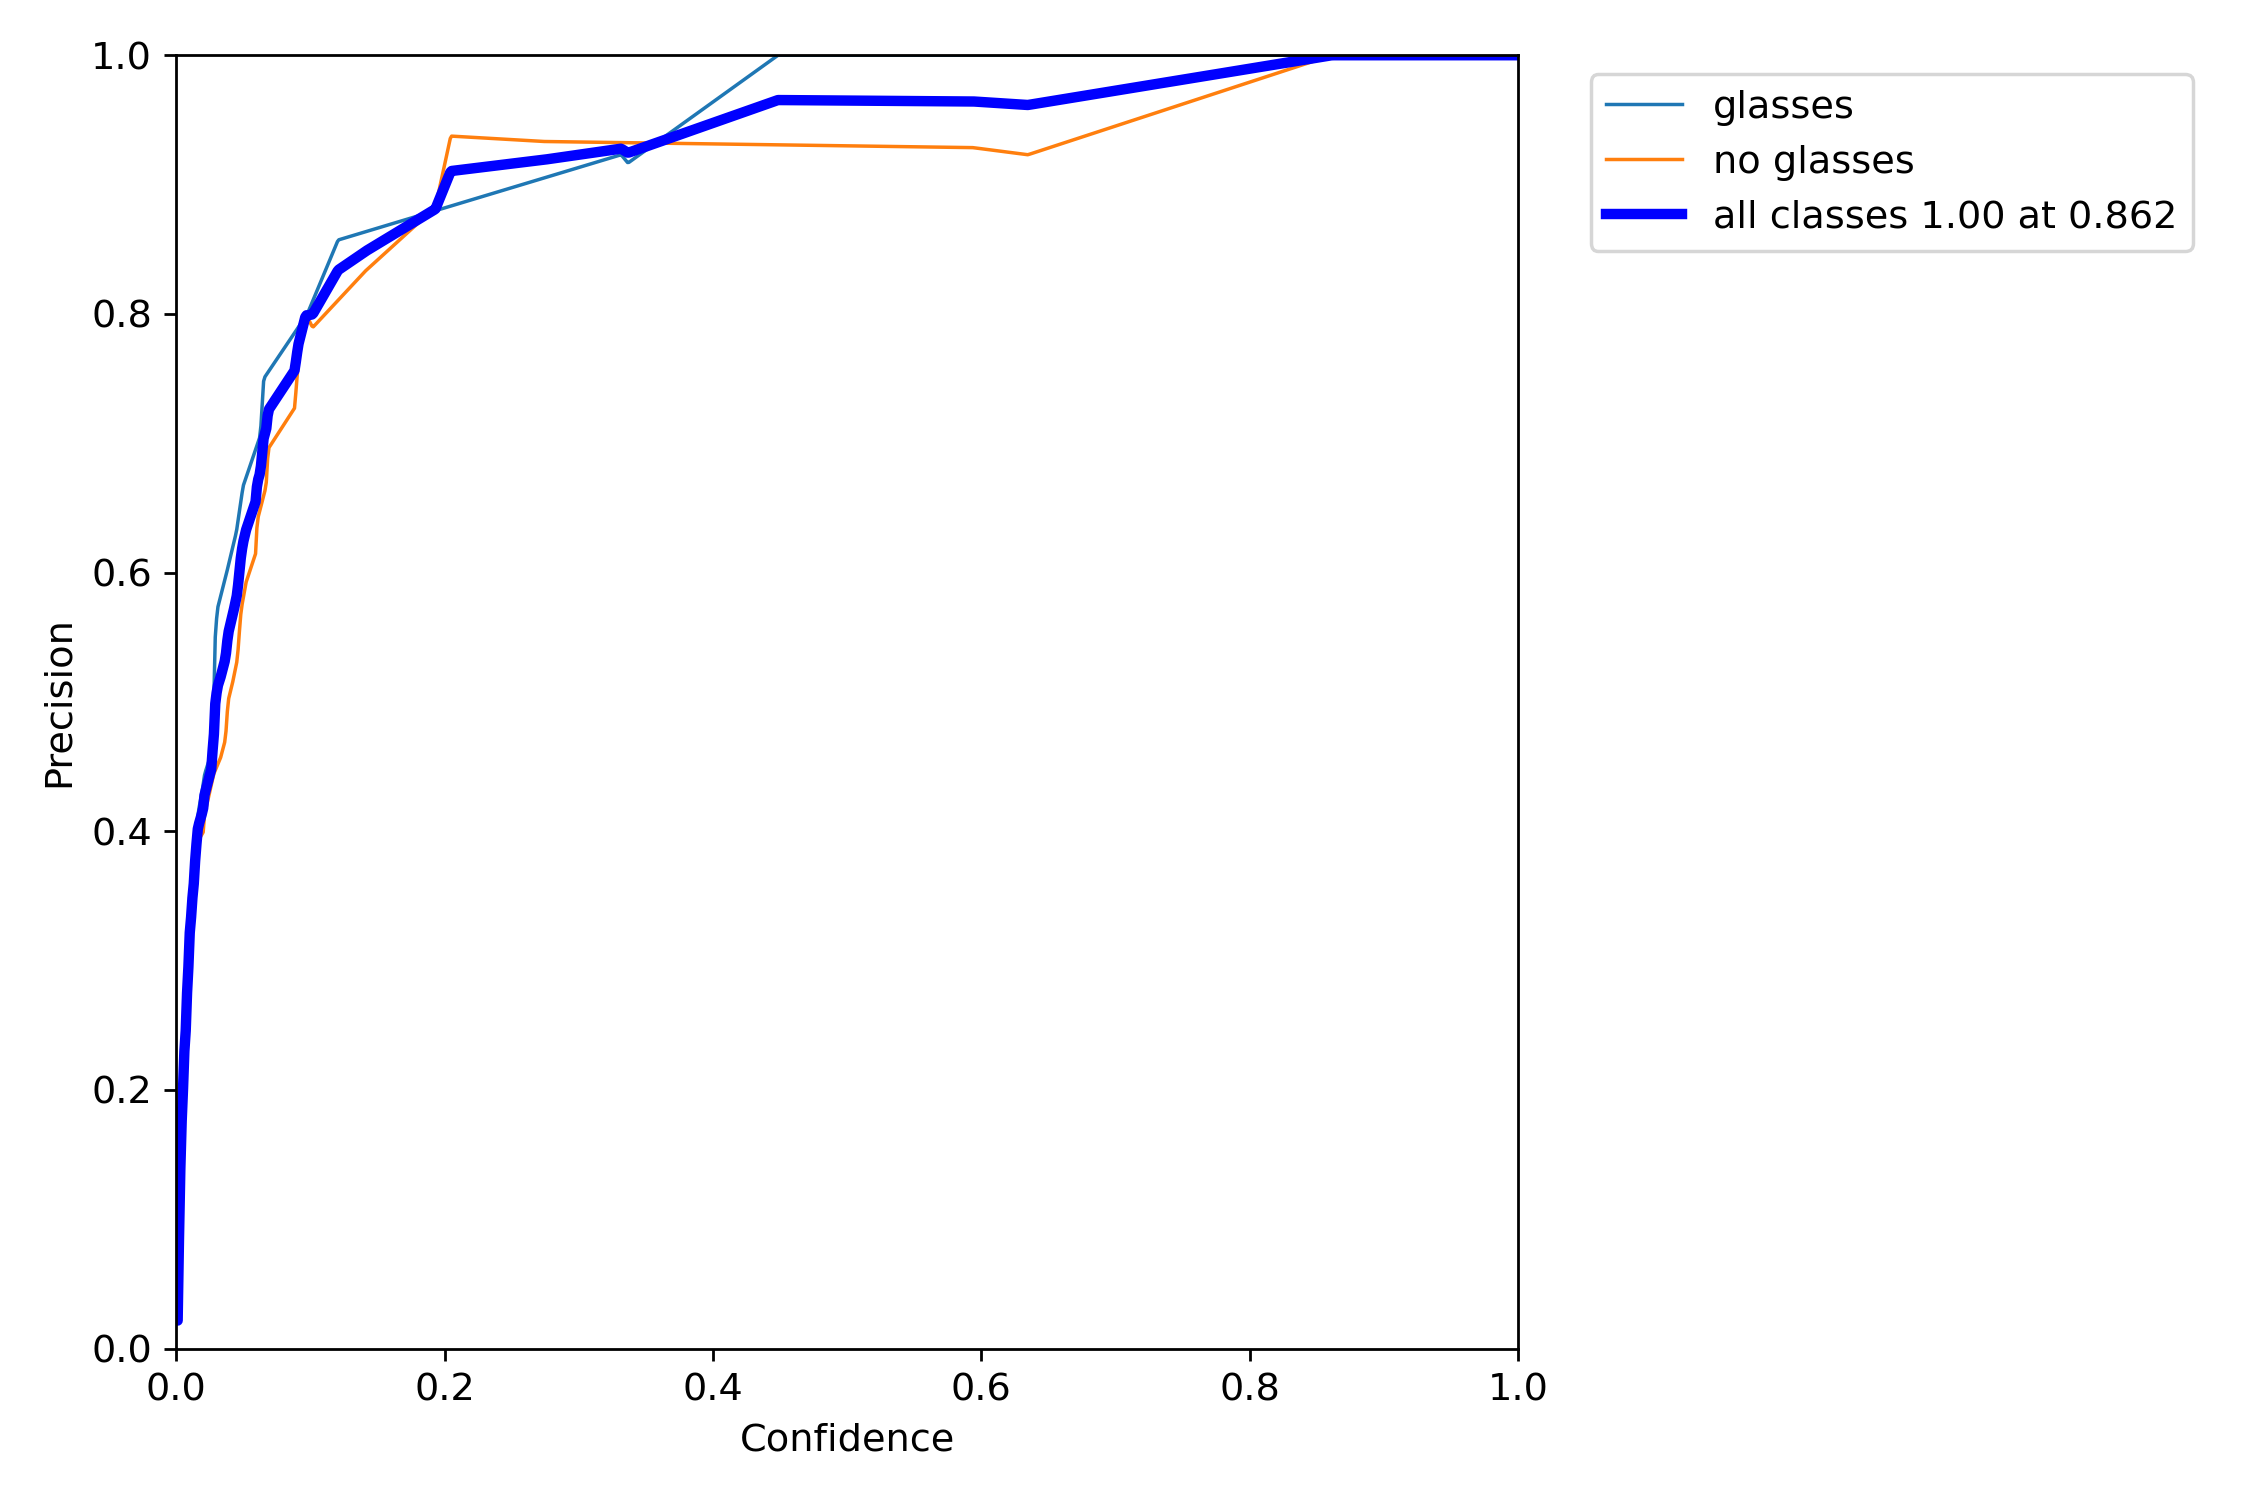 1.0
0.8
0.6
0.4
0.2
0.0
Precision
0.0 0.2 0.4 0.6 0.8 1.0
Confidence
glasses
no glasses
all classes 1.00 at 0.862